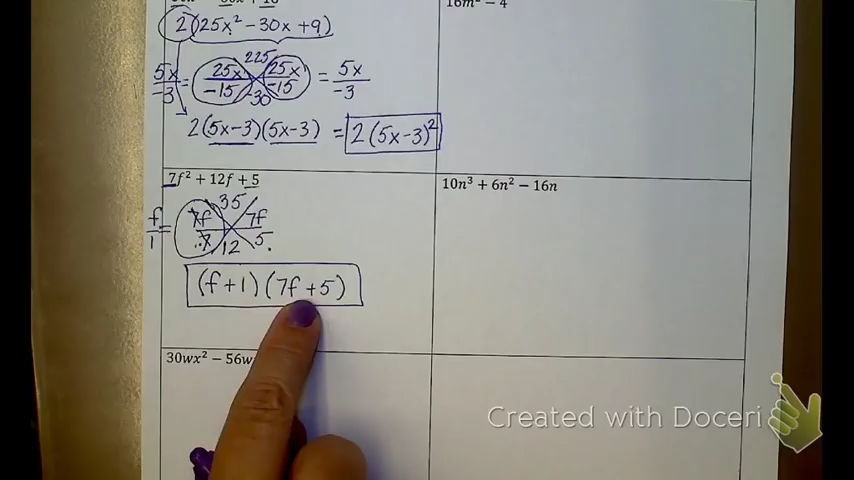 16m² − 4
2(25x² − 30x + 9)
225
5x/−3 = 25x/−15 25x/−15 = 5x/−3
−30
2(5x−3)(5x−3) = 2(5x−3)²
7f² + 12f + 5
10n³ + 6n² − 16n
35
f/1 = 7f/7 7f/5
12
(f+1)(7f+5)
30wx² − 56w
Created with Doceri